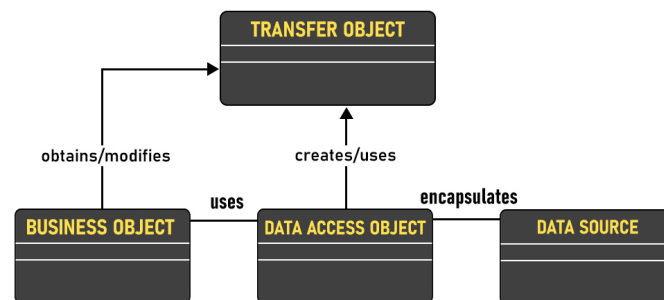 TRANSFER OBJECT
obtains/modifies
creates/uses
uses
encapsulates
BUSINESS OBJECT
DATA ACCESS OBJECT
DATA SOURCE